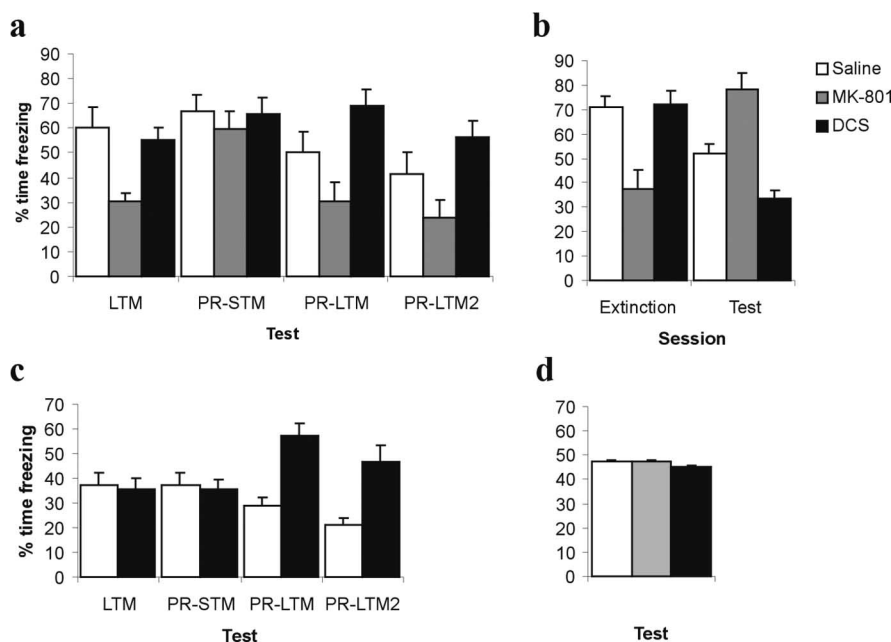 a
% time freezing
90
80
70
60
50
40
30
20
10
0
LTM PR-STM PR-LTM PR-LTM2
Test
b
90
80
70
60
50
40
30
20
10
0
Extinction Test
Session
Saline
MK-801
DCS
c
% time freezing
70
60
50
40
30
20
10
0
LTM PR-STM PR-LTM PR-LTM2
Test
d
70
60
50
40
30
20
10
0
Test